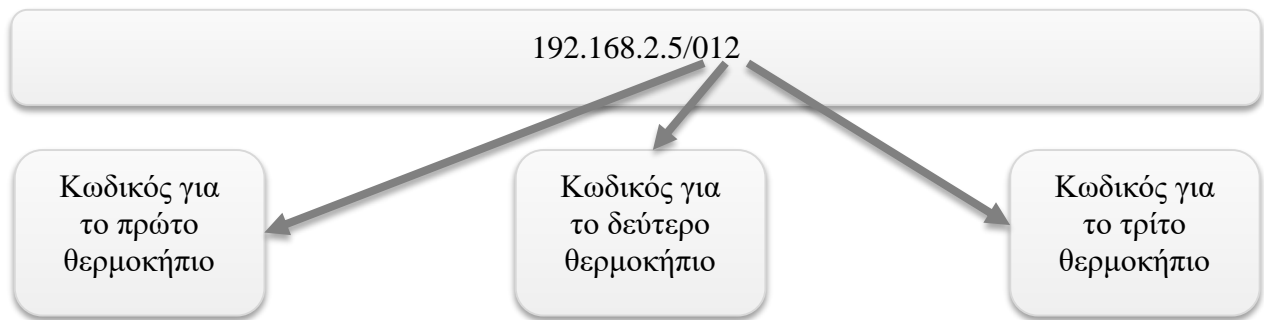 192.168.2.5/012
Κωδικός για
το πρώτο
θερμοκήπιο
Κωδικός για
το δεύτερο
θερμοκήπιο
Κωδικός για
το τρίτο
θερμοκήπιο